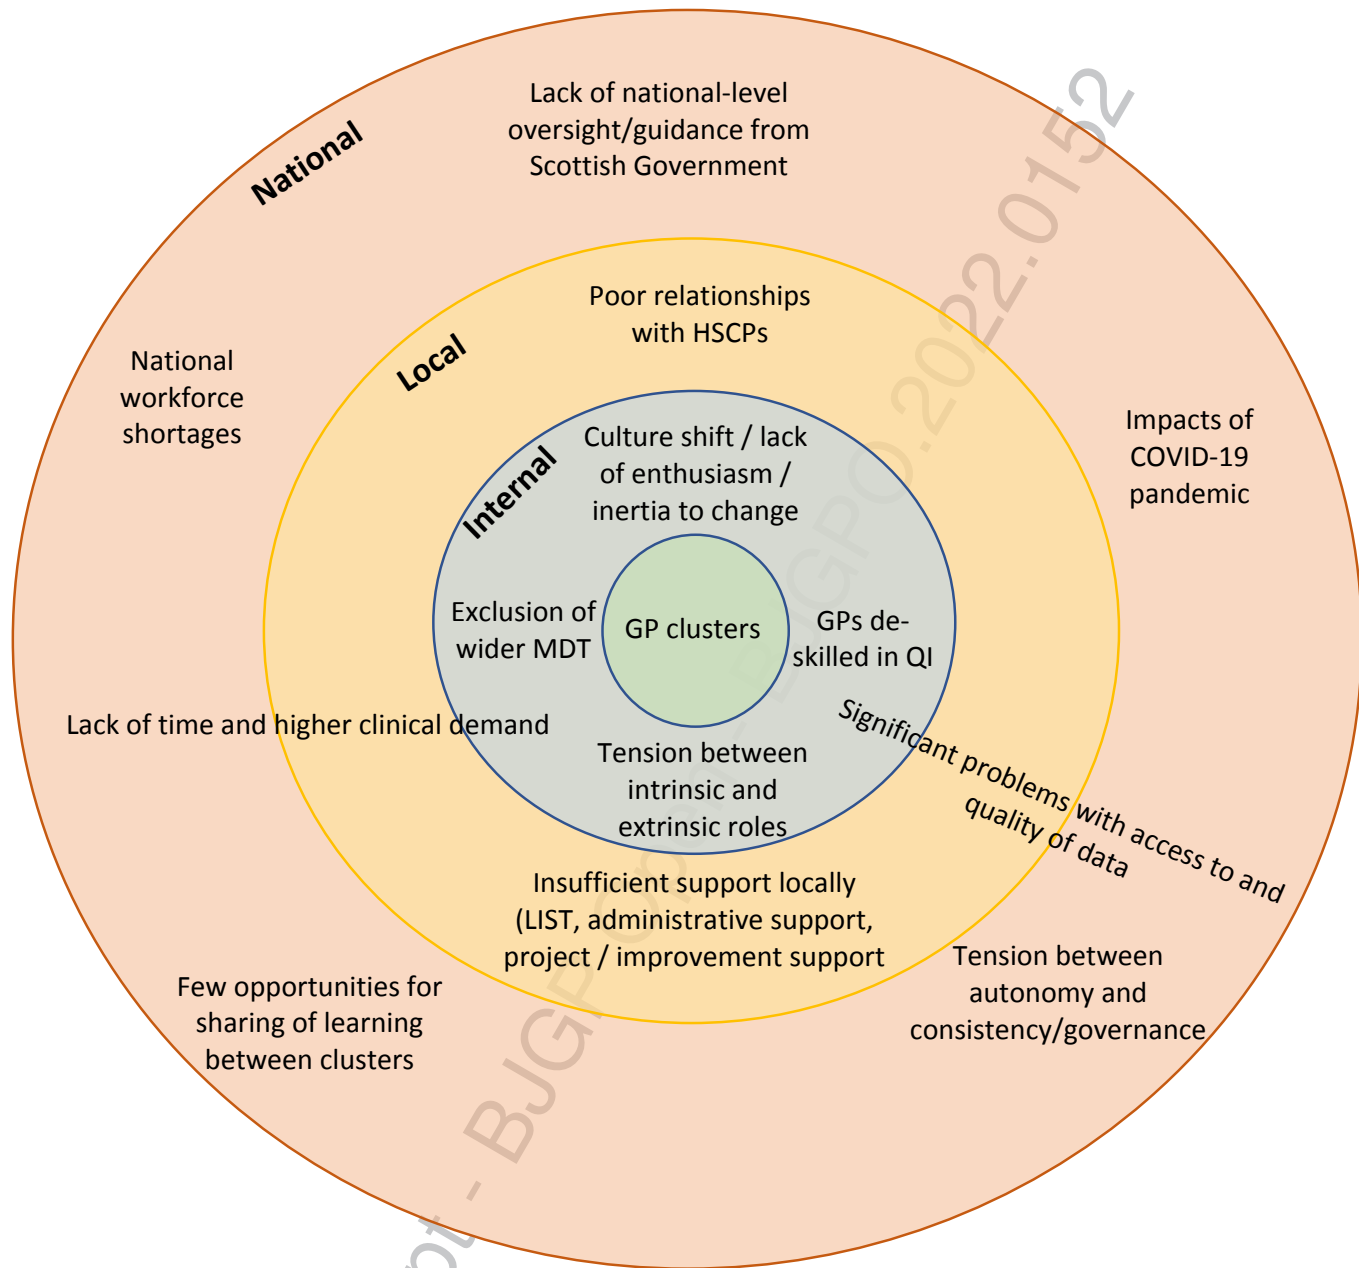 National
Lack of national-level
oversight/guidance from
Scottish Government
Local
Poor relationships
with HSCPs
National
workforce
shortages
Impacts of
COVID-19
pandemic
Internal
Culture shift / lack
of enthusiasm /
inertia to change
Exclusion of
wider MDT
GP clusters
GPs de-
skilled in QI
Lack of time and higher clinical demand
Significant problems with access to and
quality of data
Tension between
intrinsic and
extrinsic roles
Insufficient support locally
(LIST, administrative support,
project / improvement support
Tension between
autonomy and
consistency/governance
Few opportunities for
sharing of learning
between clusters
pt - BJGP Open - BJGPO.2022.0152